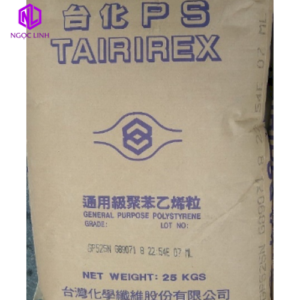 NGOC LINH
台化PS
TAIRIREX
通用級聚苯乙烯粒
GENERAL PURPOSE POLYSTYRENE
GRADE: LOT NO:
GP525N
NET WEIGHT: 25 KGS
台灣化學纖維股份有限公司